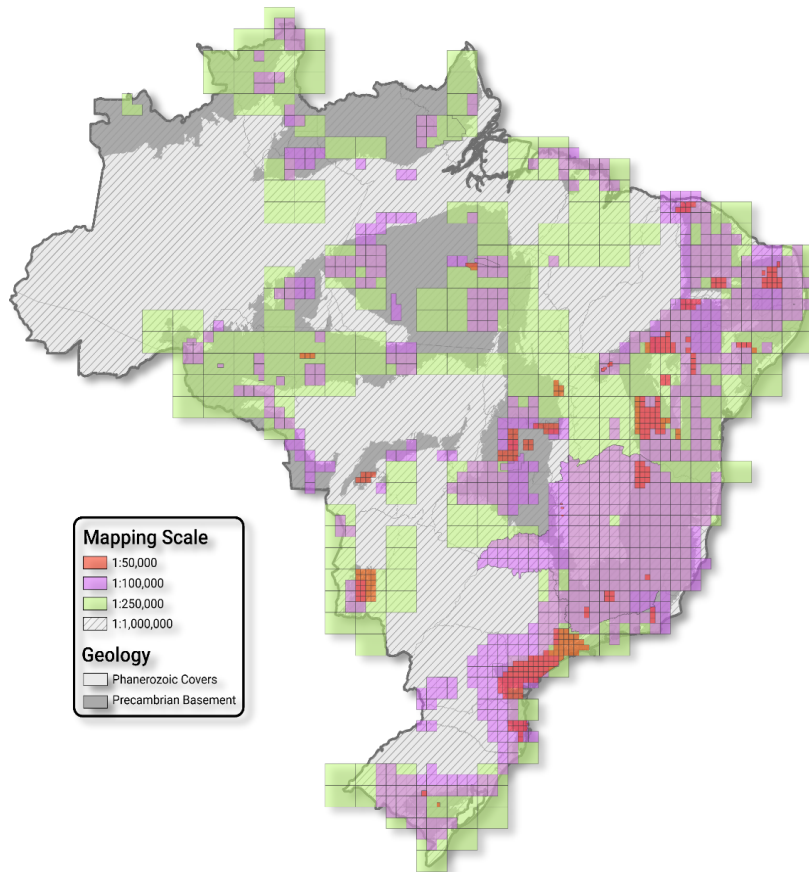 Mapping Scale
1:50,000
1:100,000
1:250,000
1:1,000,000
Geology
Phanerozoic Covers
Precambrian Basement